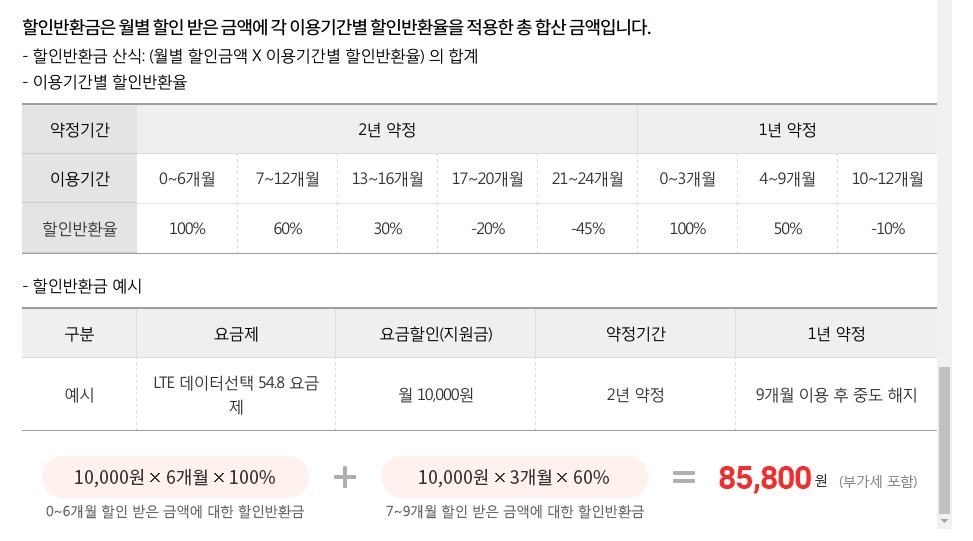 할인반환금은 월별 할인 받은 금액에 각 이용기간별 할인반환율을 적용한 총 합산 금액입니다.
- 할인반환금 산식: (월별 할인금액 X 이용기간별 할인반환율) 의 합계
- 이용기간별 할인반환율
약정기간 2년 약정 1년 약정
이용기간 0~6개월 7~12개월 13~16개월 17~20개월 21~24개월 0~3개월 4~9개월 10~12개월
할인반환율 100% 60% 30% -20% -45% 100% 50% -10%
- 할인반환금 예시
구분 요금제 요금할인(지원금) 약정기간 1년 약정
예시 LTE 데이터선택 54.8 요금
제 월 10,000원 2년 약정 9개월 이용 후 중도 해지
10,000원 × 6개월 × 100% + 10,000원 × 3개월 × 60% = 85,800 원 (부가세 포함)
0~6개월 할인 받은 금액에 대한 할인반환금 7~9개월 할인 받은 금액에 대한 할인반환금